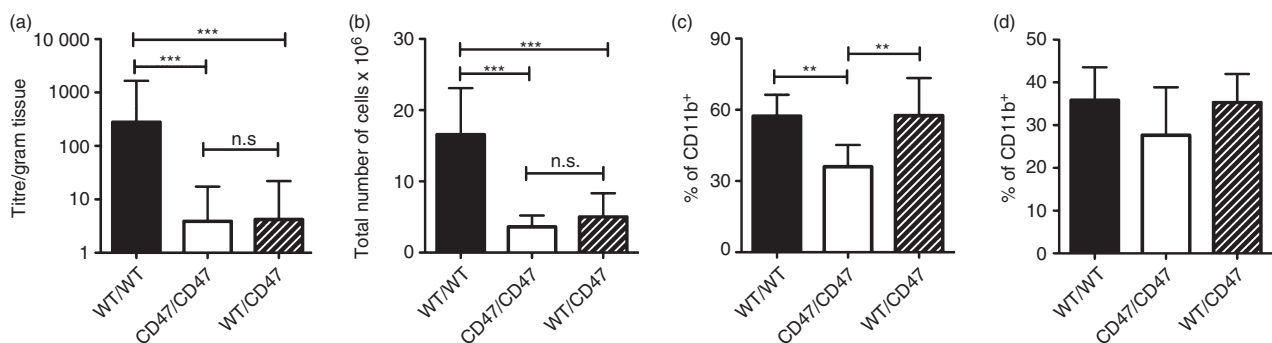 (a)
Titre/gram tissue
10 000
1000
100
10
1
***
***
n.s
WT/WT
CD47/CD47
WT/CD47
(b)
Total number of cells x 10⁶
30
20
10
0
***
***
n.s.
WT/WT
CD47/CD47
WT/CD47
(c)
% of CD11b⁺
90
60
30
0
**
**
WT/WT
CD47/CD47
WT/CD47
(d)
% of CD11b⁺
50
40
30
20
10
0
WT/WT
CD47/CD47
WT/CD47